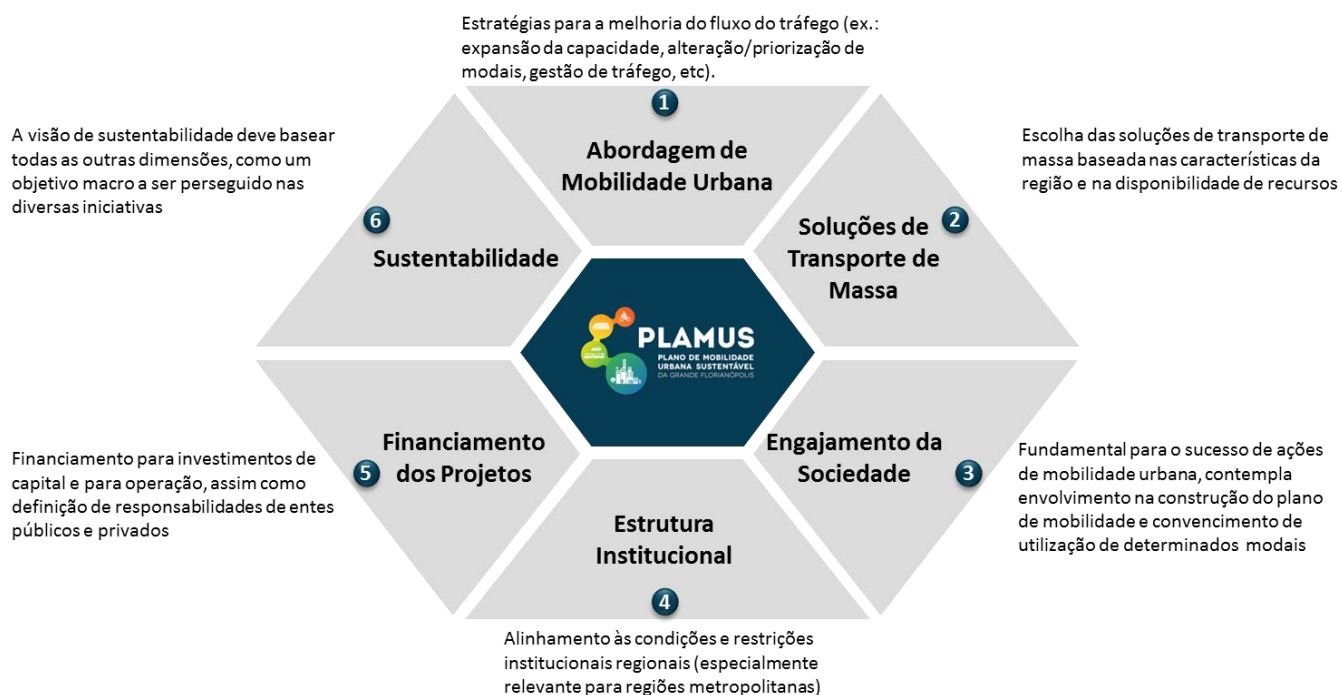 Estratégias para a melhoria do fluxo do tráfego (ex.:
expansão da capacidade, alteração/priorização de
modais, gestão de tráfego, etc).
1
Abordagem de
Mobilidade Urbana
Escolha das soluções de transporte de
massa baseada nas características da
região e na disponibilidade de recursos
2
Soluções de
Transporte de
Massa
Engajamento da
Sociedade
3
Fundamental para o sucesso de ações
de mobilidade urbana, contempla
envolvimento na construção do plano
de mobilidade e convencimento de
utilização de determinados modais
Estrutura
Institucional
4
Alinhamento às condições e restrições
institucionais regionais (especialmente
relevante para regiões metropolitanas)
Financiamento
dos Projetos
5
Financiamento para investimentos de
capital e para operação, assim como
definição de responsabilidades de entes
públicos e privados
A visão de sustentabilidade deve basear
todas as outras dimensões, como um
objetivo macro a ser perseguido nas
diversas iniciativas
6
Sustentabilidade
PLAMUS
PLANO DE MOBILIDADE
URBANA SUSTENTÁVEL
DA GRANDE FLORIANÓPOLIS